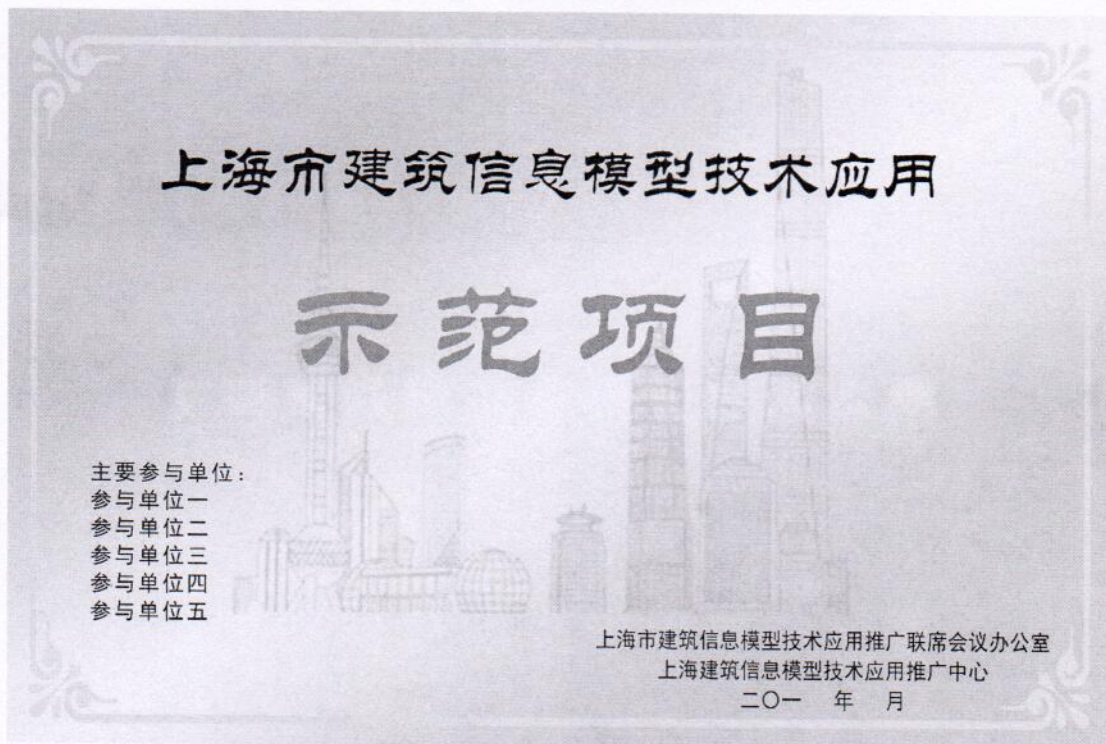 上海市建筑信息模型技术应用
示范项目
主要参与单位：
参与单位一
参与单位二
参与单位三
参与单位四
参与单位五
上海市建筑信息模型技术应用推广联席会议办公室
上海建筑信息模型技术应用推广中心
二〇一　年　月